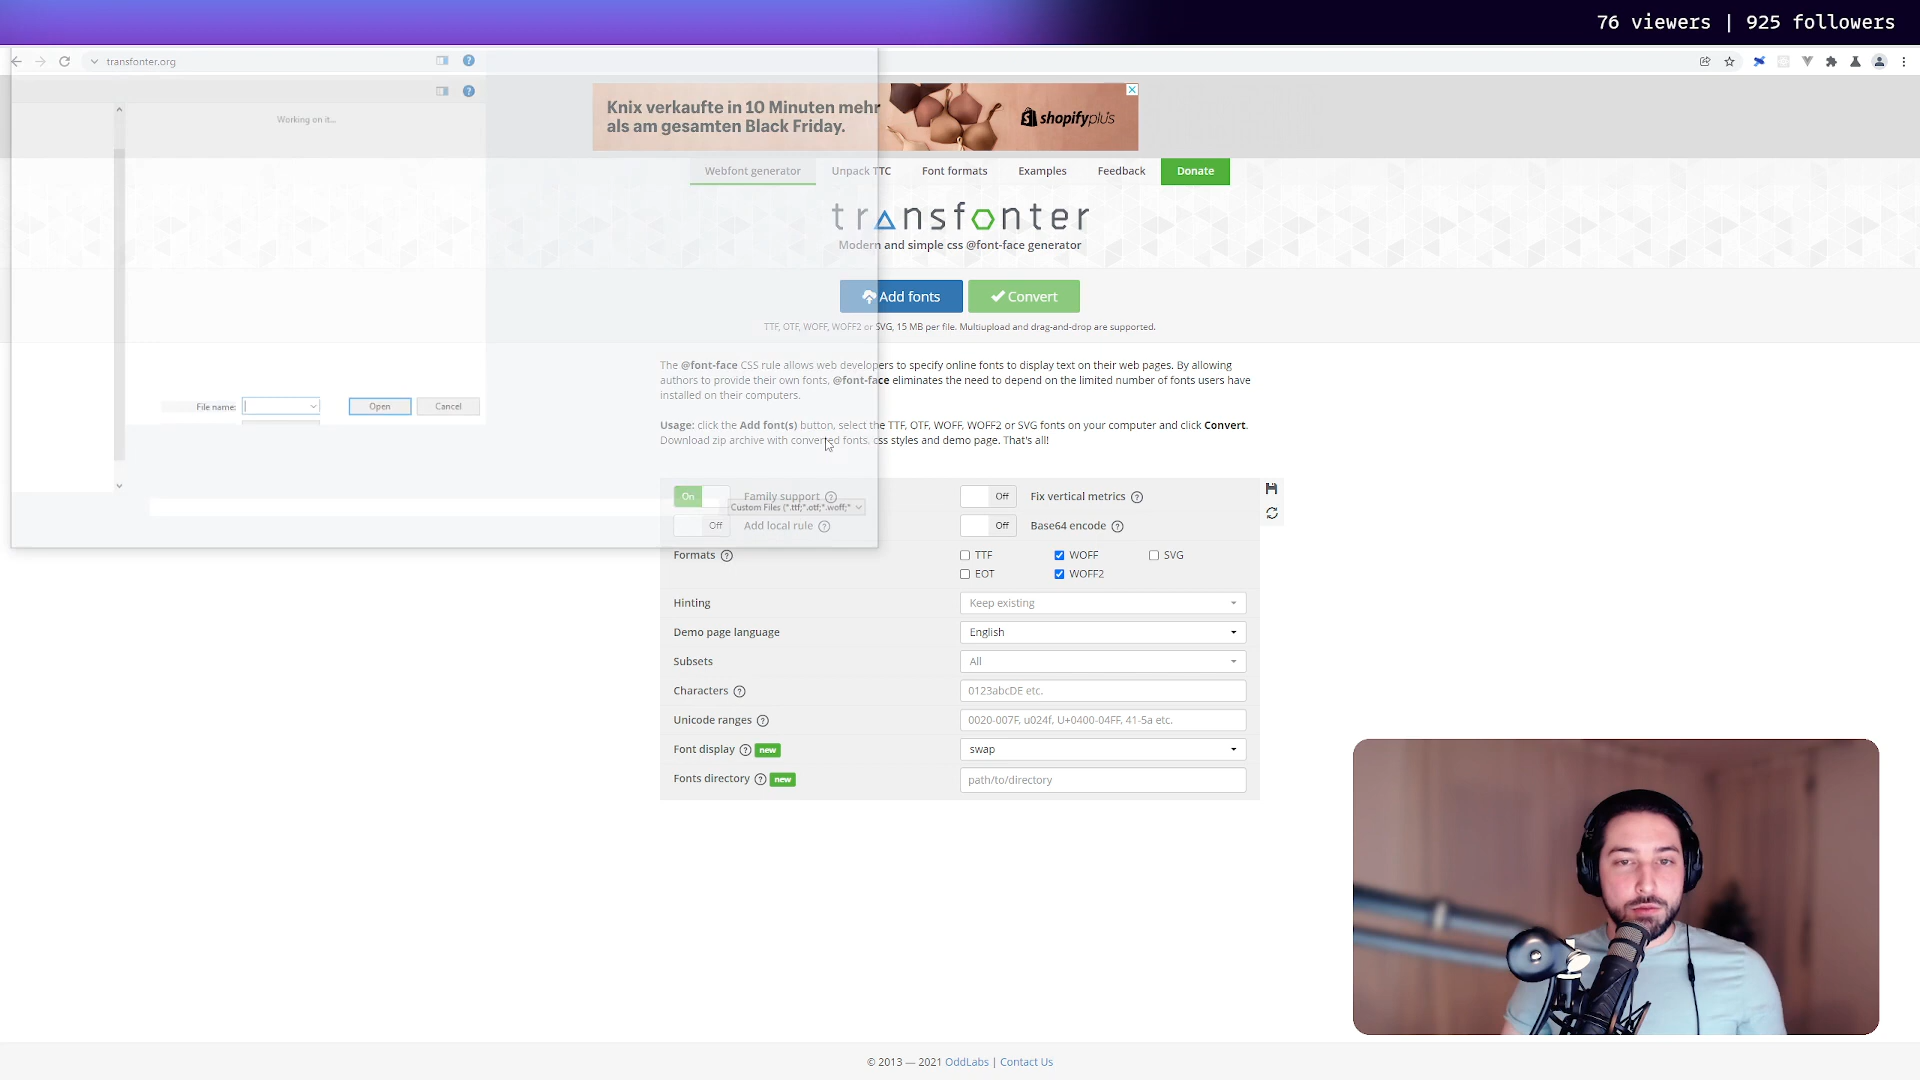 76 viewers | 925 followers
transfonter.org
Working on it...
Knix verkaufte in 10 Minuten mehr
als am gesamten Black Friday.
shopifyplus
Webfont generator
Unpack TTC
Font formats
Examples
Feedback
Donate
transfonter
Modern and simple css @font-face generator
Add fonts
Convert
TTF, OTF, WOFF, WOFF2 or SVG, 15 MB per file. Multiupload and drag-and-drop are supported.
The @font-face CSS rule allows web developers to specify online fonts to display text on their web pages. By allowing
authors to provide their own fonts, @font-face eliminates the need to depend on the limited number of fonts users have
installed on their computers.
File name:
Open
Cancel
Usage: click the Add font(s) button, select the TTF, OTF, WOFF, WOFF2 or SVG fonts on your computer and click Convert.
Download zip archive with converted fonts, css styles and demo page. That's all!
On
Family support
Off
Fix vertical metrics
Custom Files (*.ttf;*.otf;*.woff;*
Off
Add local rule
Off
Base64 encode
Formats
TTF
WOFF
SVG
EOT
WOFF2
Hinting
Keep existing
Demo page language
English
Subsets
All
Characters
0123abcDE etc.
Unicode ranges
0020-007F, u024f, U+0400-04FF, 41-5a etc.
Font display
new
swap
Fonts directory
new
path/to/directory
© 2013 — 2021 OddLabs | Contact Us